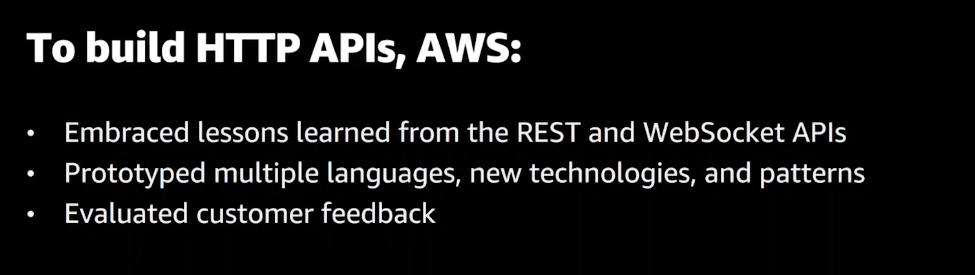 To build HTTP APIs, AWS:
• Embraced lessons learned from the REST and WebSocket APIs
• Prototyped multiple languages, new technologies, and patterns
• Evaluated customer feedback